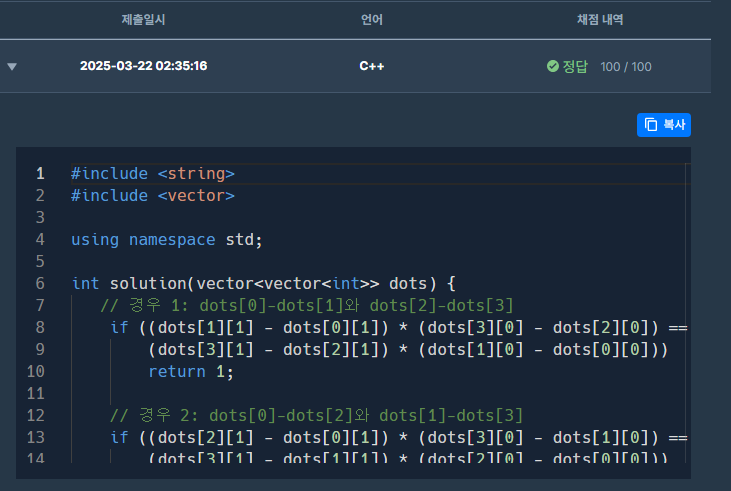 제출일시 언어 채점 내역
2025-03-22 02:35:16 C++ 정답 100 / 100
복사
1 #include <string>
2 #include <vector>
3
4 using namespace std;
5
6 int solution(vector<vector<int>> dots) {
7 // 경우 1: dots[0]-dots[1]와 dots[2]-dots[3]
8 if ((dots[1][1] - dots[0][1]) * (dots[3][0] - dots[2][0]) ==
9 (dots[3][1] - dots[2][1]) * (dots[1][0] - dots[0][0]))
10 return 1;
11
12 // 경우 2: dots[0]-dots[2]와 dots[1]-dots[3]
13 if ((dots[2][1] - dots[0][1]) * (dots[3][0] - dots[1][0]) ==
14 (dots[3][1] - dots[1][1]) * (dots[2][0] - dots[0][0]))